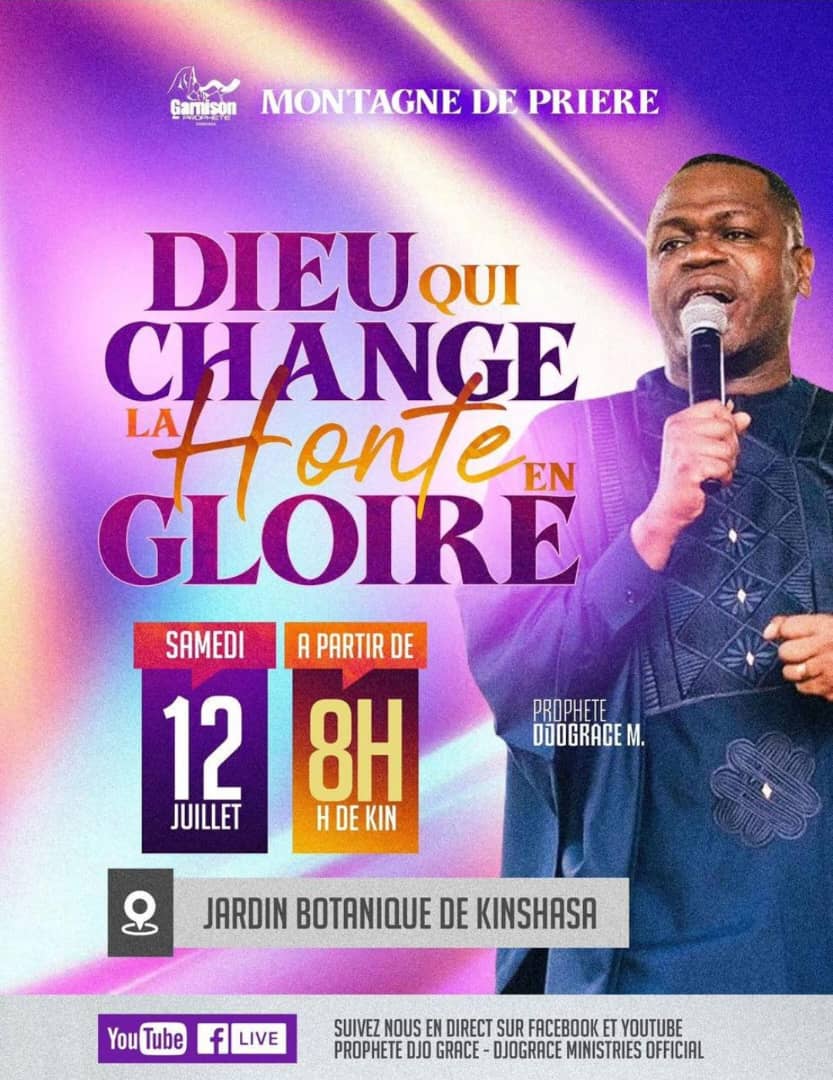 Garnison
PROPHETE
MONTAGNE DE PRIERE
DIEU QUI
CHANGE
LA Honte EN
GLOIRE
SAMEDI
12
JUILLET
A PARTIR DE
8H
H DE KIN
PROPHETE
DJOGRACE M.
JARDIN BOTANIQUE DE KINSHASA
YouTube f LIVE
SUIVEZ NOUS EN DIRECT SUR FACEBOOK ET YOUTUBE
PROPHETE DJO GRACE - DJOGRACE MINISTRIES OFFICIAL